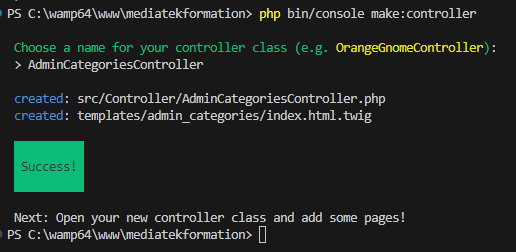 PS C:\wamp64\www\mediatekformation> php bin/console make:controller
Choose a name for your controller class (e.g. OrangeGnomeController):
> AdminCategoriesController
created: src/Controller/AdminCategoriesController.php
created: templates/admin_categories/index.html.twig
Success!
Next: Open your new controller class and add some pages!
PS C:\wamp64\www\mediatekformation>